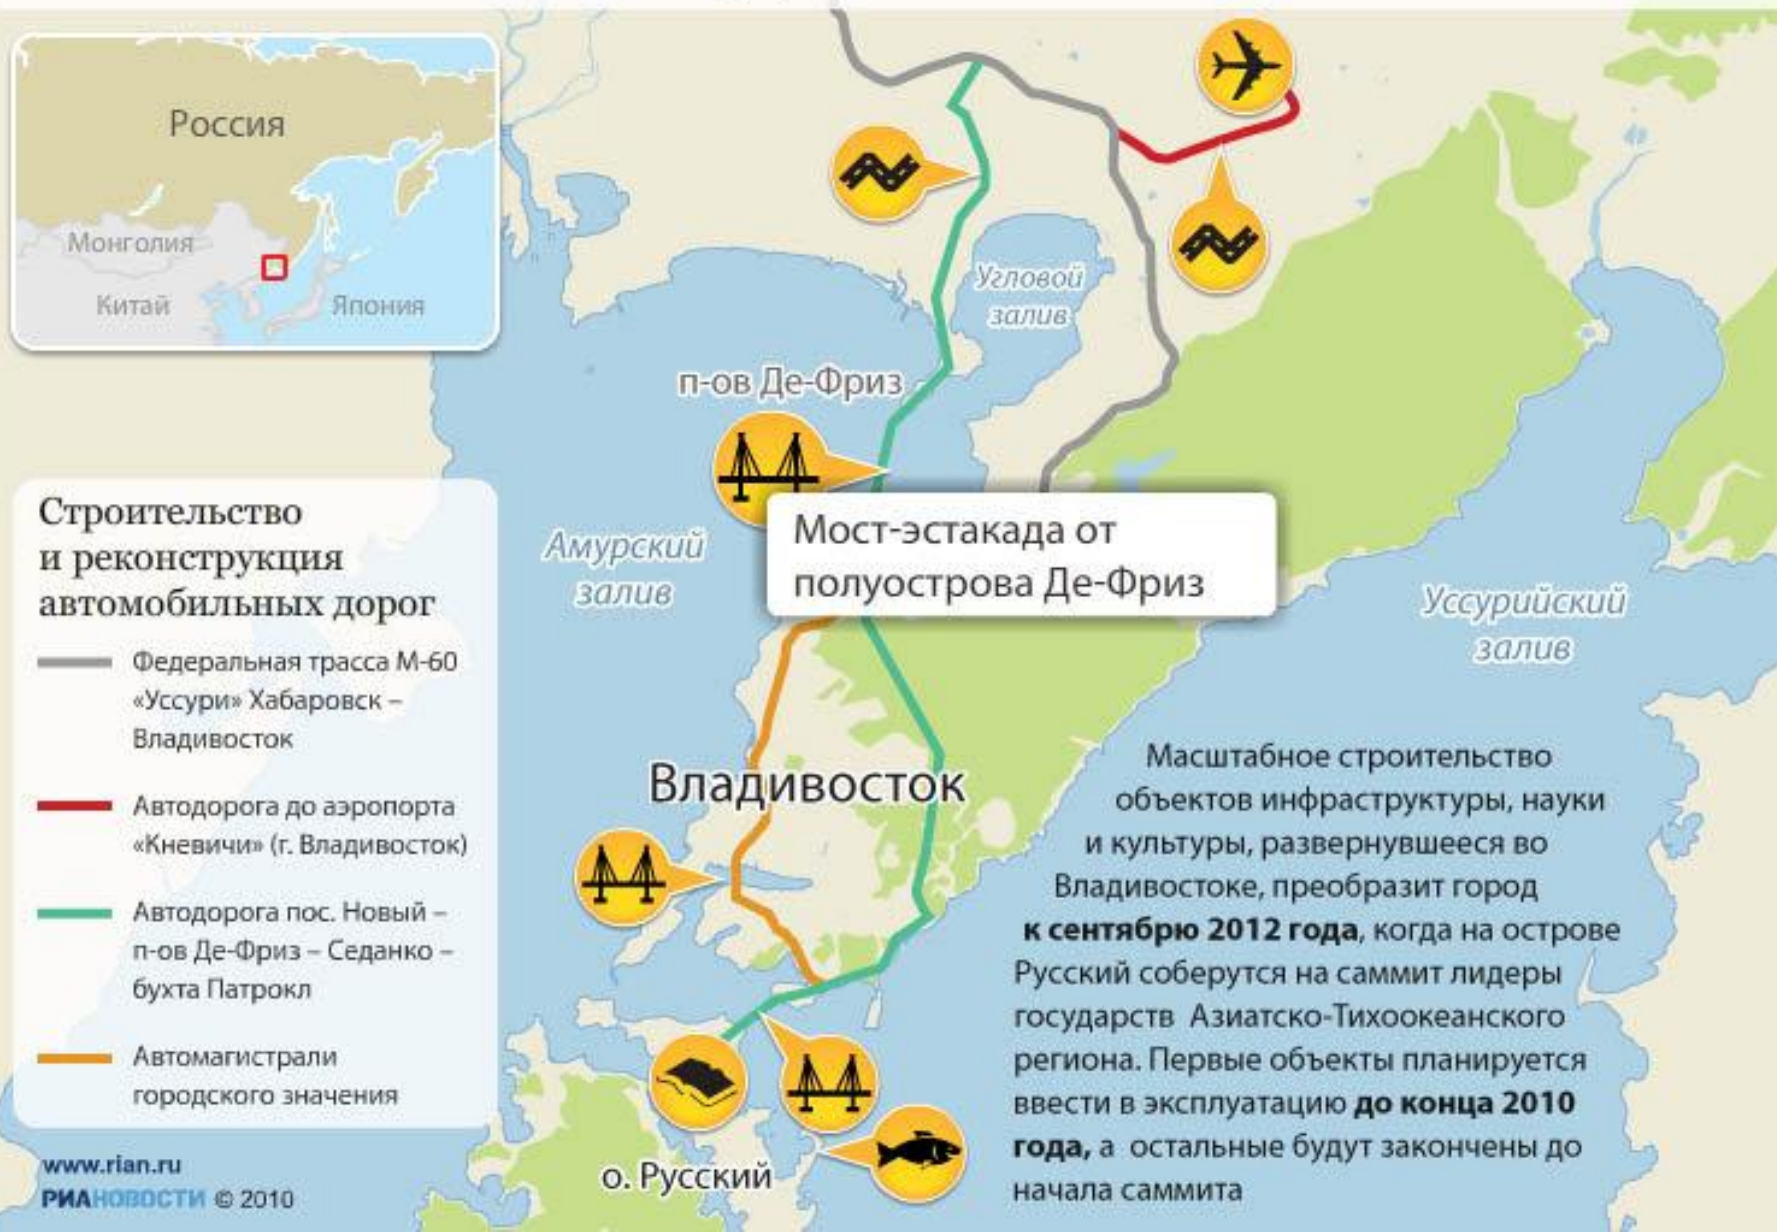 Россия
Монголия
Китай
Япония
Угловой
залив
п-ов Де-Фриз
Мост-эстакада от
полуострова Де-Фриз
Амурский
залив
Уссурийский
залив
Строительство
и реконструкция
автомобильных дорог
Федеральная трасса М-60
«Уссури» Хабаровск –
Владивосток
Автодорога до аэропорта
«Кневичи» (г. Владивосток)
Автодорога пос. Новый –
п-ов Де-Фриз – Седанко –
бухта Патрокл
Автомагистрали
городского значения
Владивосток
Масштабное строительство
объектов инфраструктуры, науки
и культуры, развернувшееся во
Владивостоке, преобразит город
к сентябрю 2012 года, когда на острове
Русский соберутся на саммит лидеры
государств Азиатско-Тихоокеанского
региона. Первые объекты планируется
ввести в эксплуатацию до конца 2010
года, а остальные будут закончены до
начала саммита
о. Русский
www.rian.ru
РИАНОВОСТИ © 2010